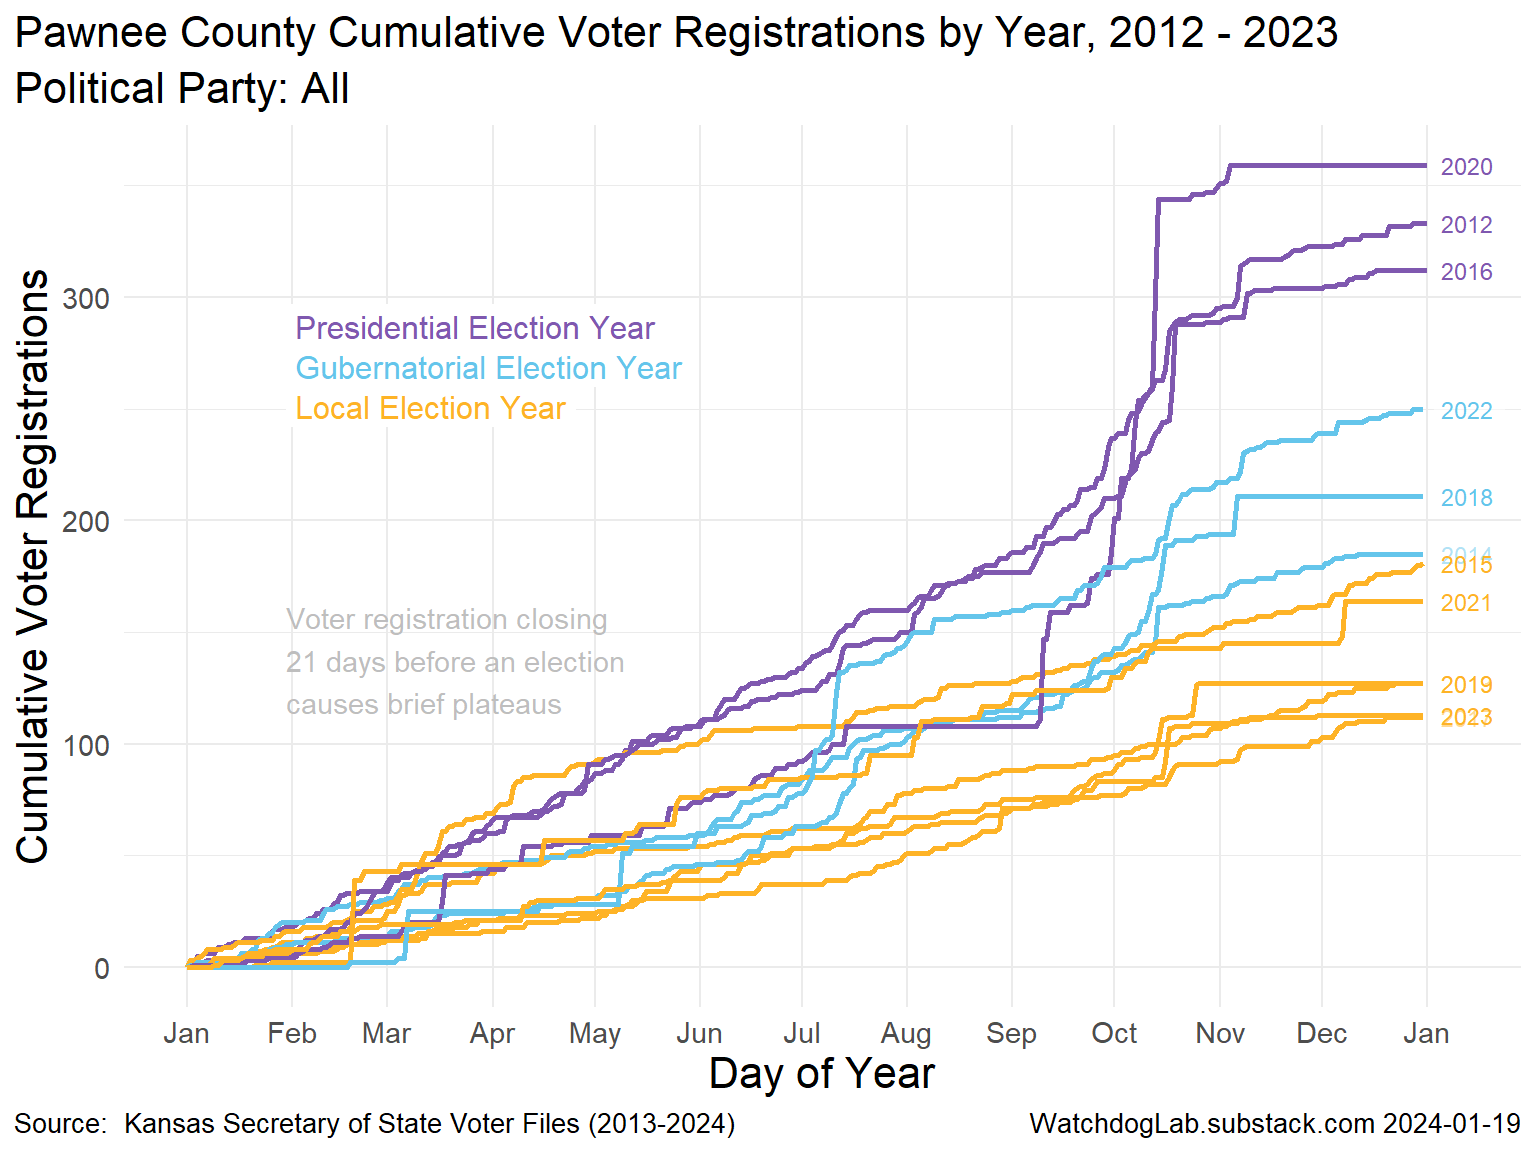 Pawnee County Cumulative Voter Registrations by Year, 2012 - 2023
Political Party: All
Cumulative Voter Registrations
300
200
100
0
Presidential Election Year
Gubernatorial Election Year
Local Election Year
Voter registration closing
21 days before an election
causes brief plateaus
2020
2012
2016
2022
2018
2014
2015
2021
2019
2023
Jan Feb Mar Apr May Jun Jul Aug Sep Oct Nov Dec Jan
Day of Year
Source: Kansas Secretary of State Voter Files (2013-2024)
WatchdogLab.substack.com 2024-01-19